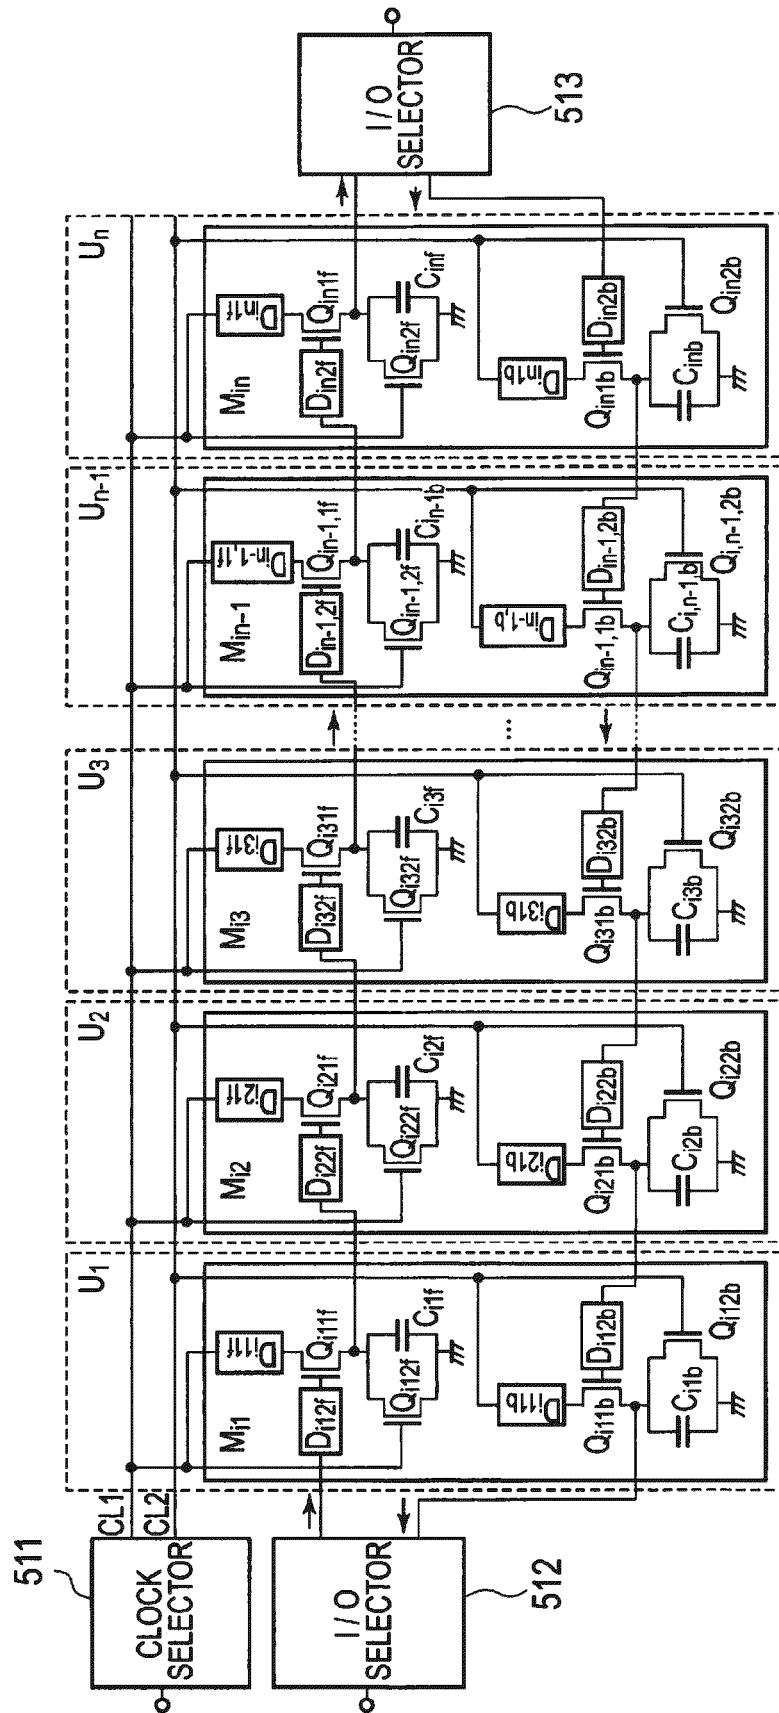 511
CLOCK
SELECTOR
CL1
CL2
I/O
SELECTOR
512
U1
Mi1
Di11f
Di12f
Qi11f
Qi12f
Ci1f
Di11b
Di12b
Qi11b
Ci1b
Qi12b
U2
Mi2
Di21f
Di22f
Qi21f
Qi22f
Ci2f
Di21b
Di22b
Qi21b
Ci2b
Qi22b
U3
Mi3
Di31f
Di32f
Qi31f
Qi32f
Ci3f
Di31b
Di32b
Qi31b
Ci3b
Qi32b
...
Un-1
Min-1
Din-1,1f
Din-1,2f
Qin-1,1f
Qin-1,2f
Cin-1b
Din-1,b
Din-1,2b
Qin-1,1b
Ci,n-1,b
Qi,n-1,2b
Un
Min
Din1f
Din2f
Qin1f
Qin2f
Cinf
Din1b
Din2b
Qin1b
Cinb
Qin2b
I/O
SELECTOR
513